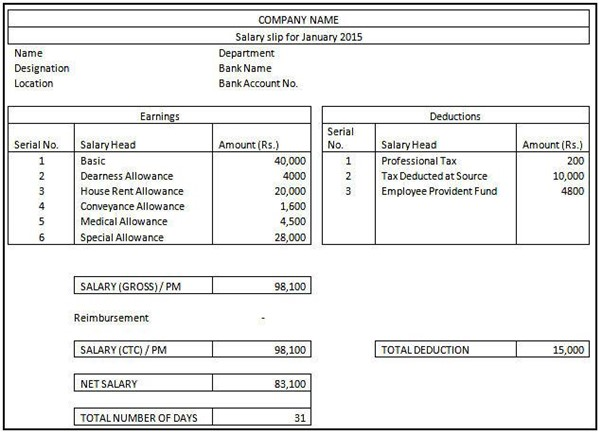 COMPANY NAME
Salary slip for January 2015
Name Department
Designation Bank Name
Location Bank Account No.
Earnings
Serial No. Salary Head Amount (Rs.)
1 Basic 40,000
2 Dearness Allowance 4000
3 House Rent Allowance 20,000
4 Conveyance Allowance 1,600
5 Medical Allowance 4,500
6 Special Allowance 28,000
Deductions
Serial
No. Salary Head Amount (Rs.)
1 Professional Tax 200
2 Tax Deducted at Source 10,000
3 Employee Provident Fund 4800
SALARY (GROSS) / PM 98,100
Reimbursement -
SALARY (CTC) / PM 98,100
TOTAL DEDUCTION 15,000
NET SALARY 83,100
TOTAL NUMBER OF DAYS 31